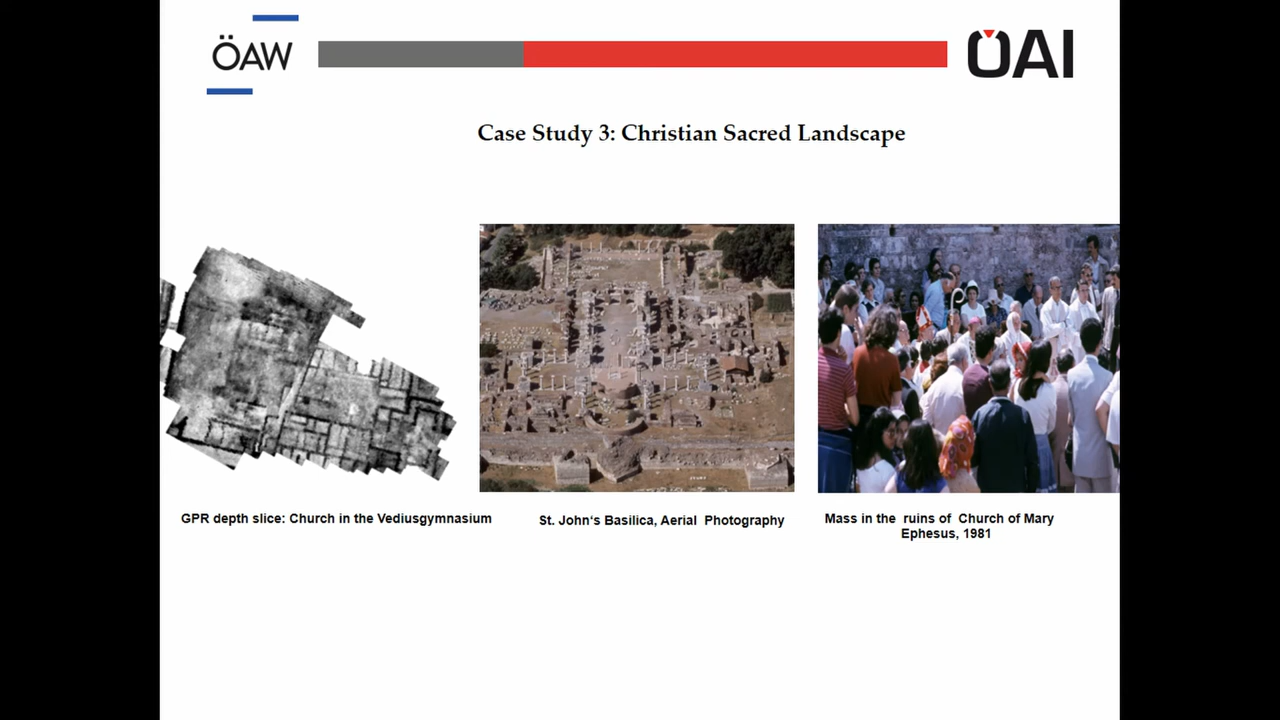 ÖAW
ÖAI
Case Study 3: Christian Sacred Landscape
GPR depth slice: Church in the Vediusgymnasium
St. John‘s Basilica, Aerial Photography
Mass in the ruins of Church of Mary
Ephesus, 1981